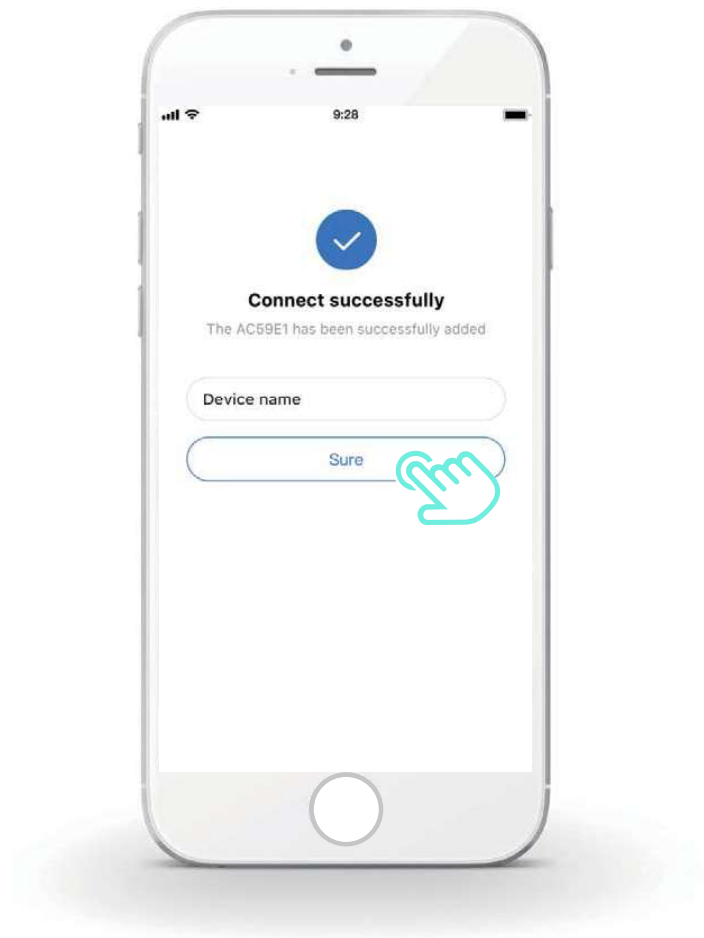 9:28
Connect successfully
The AC59E1 has been successfully added
Device name
Sure